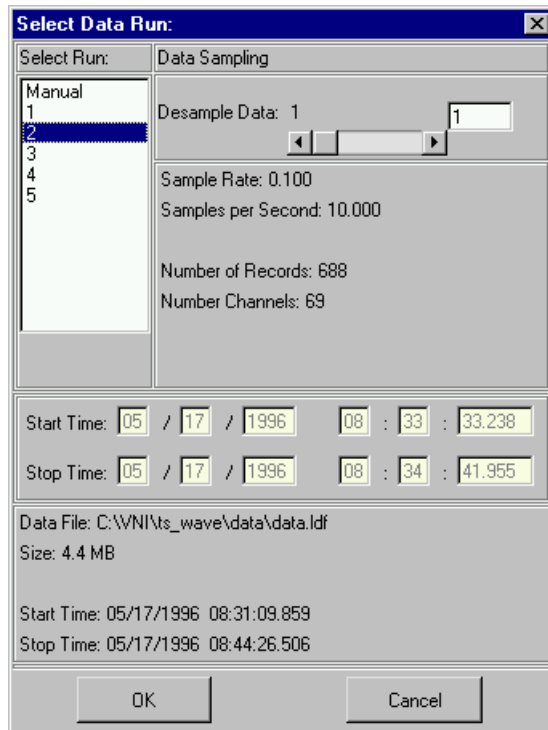 Select Data Run:
Select Run:
Data Sampling
Manual
1
2
3
4
5
Desample Data: 1
1
Sample Rate: 0.100
Samples per Second: 10.000
Number of Records: 688
Number Channels: 69
Start Time: 05 / 17 / 1996 08 : 33 : 33.238
Stop Time: 05 / 17 / 1996 08 : 34 : 41.955
Data File: C:\VNI\ts_wave\data\data.ldf
Size: 4.4 MB
Start Time: 05/17/1996 08:31:09.859
Stop Time: 05/17/1996 08:44:26.506
OK
Cancel